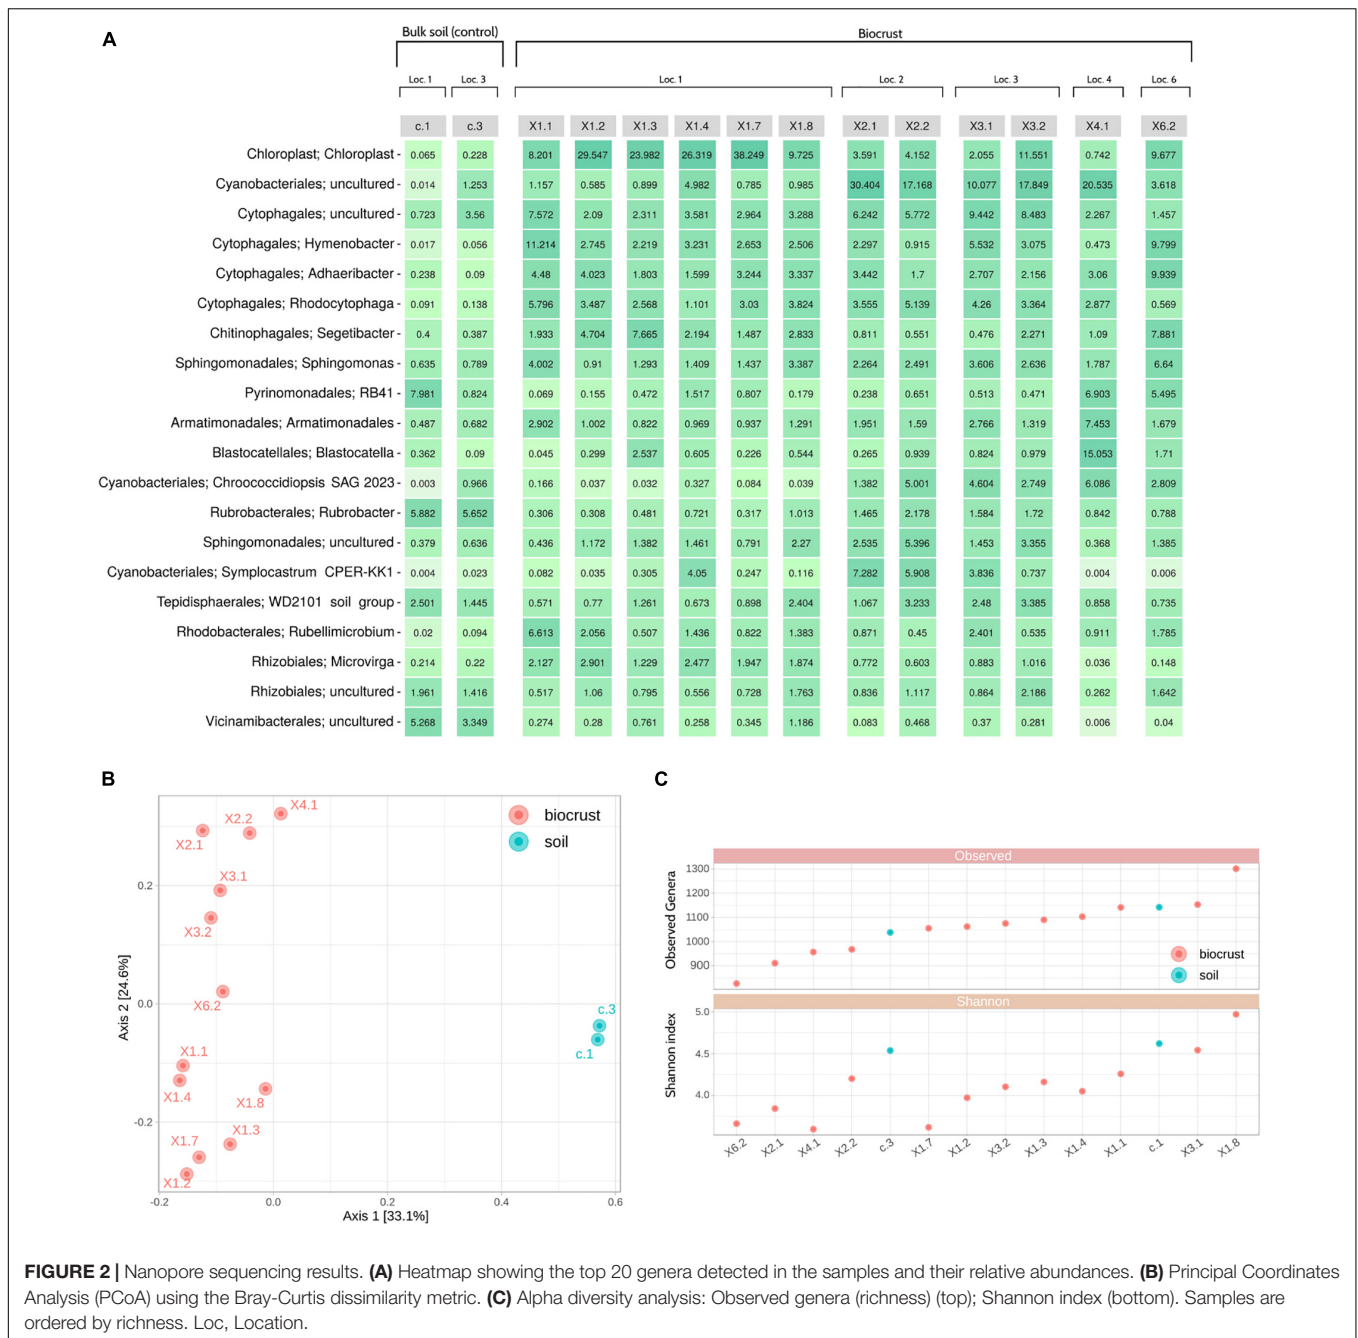 A
Bulk soil (control)
Biocrust
Loc. 1 Loc. 3 Loc. 1 Loc. 2 Loc. 3 Loc. 4 Loc. 6
c.1 c.3 X1.1 X1.2 X1.3 X1.4 X1.7 X1.8 X2.1 X2.2 X3.1 X3.2 X4.1 X6.2
Chloroplast; Chloroplast - 0.065 0.228 8.201 29.547 23.982 26.319 38.249 9.725 3.591 4.152 2.055 11.551 0.742 9.677
Cyanobacteriales; uncultured - 0.014 1.253 1.157 0.585 0.899 4.982 0.785 0.985 30.404 17.168 10.077 17.849 20.535 3.618
Cytophagales; uncultured - 0.723 3.56 7.572 2.09 2.311 3.581 2.964 3.288 6.242 5.772 9.442 8.483 2.267 1.457
Cytophagales; Hymenobacter - 0.017 0.056 11.214 2.745 2.219 3.231 2.653 2.506 2.297 0.915 5.532 3.075 0.473 9.799
Cytophagales; Adhaeribacter - 0.238 0.09 4.48 4.023 1.803 1.599 3.244 3.337 3.442 1.7 2.707 2.156 3.06 9.939
Cytophagales; Rhodocytophaga - 0.091 0.138 5.796 3.487 2.568 1.101 3.03 3.824 3.555 5.139 4.26 3.364 2.877 0.569
Chitinophagales; Segetibacter - 0.4 0.387 1.933 4.704 7.665 2.194 1.487 2.833 0.811 0.551 0.476 2.271 1.09 7.881
Sphingomonadales; Sphingomonas - 0.635 0.789 4.002 0.91 1.293 1.409 1.437 3.387 2.264 2.491 3.606 2.636 1.787 6.64
Pyrinomonadales; RB41 - 7.981 0.824 0.069 0.155 0.472 1.517 0.807 0.179 0.238 0.651 0.513 0.471 6.903 5.495
Armatimonadales; Armatimonadales - 0.487 0.682 2.902 1.002 0.822 0.969 0.937 1.291 1.951 1.59 2.766 1.319 7.453 1.679
Blastocatellales; Blastocatella - 0.362 0.09 0.045 0.299 2.537 0.605 0.226 0.544 0.265 0.939 0.824 0.979 15.053 1.71
Cyanobacteriales; Chroococcidiopsis SAG 2023 - 0.003 0.966 0.166 0.037 0.032 0.327 0.084 0.039 1.382 5.001 4.604 2.749 6.086 2.809
Rubrobacterales; Rubrobacter - 5.882 5.652 0.306 0.308 0.481 0.721 0.317 1.013 1.465 2.178 1.584 1.72 0.842 0.788
Sphingomonadales; uncultured - 0.379 0.636 0.436 1.172 1.382 1.461 0.791 2.27 2.535 5.396 1.453 3.355 0.368 1.385
Cyanobacteriales; Symplocastrum CPER-KK1 - 0.004 0.023 0.082 0.035 0.305 4.05 0.247 0.116 7.282 5.908 3.836 0.737 0.004 0.006
Tepidisphaerales; WD2101 soil group - 2.501 1.445 0.571 0.77 1.261 0.673 0.898 2.404 1.067 3.233 2.48 3.385 0.858 0.735
Rhodobacterales; Rubellimicrobium - 0.02 0.094 6.613 2.056 0.507 1.436 0.822 1.383 0.871 0.45 2.401 0.535 0.911 1.785
Rhizobiales; Microvirga - 0.214 0.22 2.127 2.901 1.229 2.477 1.947 1.874 0.772 0.603 0.883 1.016 0.036 0.148
Rhizobiales; uncultured - 1.961 1.416 0.517 1.06 0.795 0.556 0.728 1.763 0.836 1.117 0.864 2.186 0.262 1.642
Vicinamibacterales; uncultured - 5.268 3.349 0.274 0.28 0.761 0.258 0.345 1.186 0.083 0.468 0.37 0.281 0.006 0.04
B
X4.1
X2.2
X2.1
X3.1
X3.2
X6.2
X1.1
X1.4
X1.8
X1.3
X1.7
X1.2
c.3
c.1
biocrust
soil
0.2
0.0
-0.2
Axis 2 [24.6%]
-0.2 0.0 0.2 0.4 0.6
Axis 1 [33.1%]
C
Observed
1300
1200
1100
1000
900
Observed Genera
biocrust
soil
Shannon
5.0
4.5
4.0
Shannon index
X6.2 X2.1 X4.1 X2.2 c.3 X1.7 X1.2 X3.2 X1.3 X1.4 X1.1 c.1 X3.1 X1.8
FIGURE 2 | Nanopore sequencing results. (A) Heatmap showing the top 20 genera detected in the samples and their relative abundances. (B) Principal Coordinates
Analysis (PCoA) using the Bray-Curtis dissimilarity metric. (C) Alpha diversity analysis: Observed genera (richness) (top); Shannon index (bottom). Samples are
ordered by richness. Loc, Location.